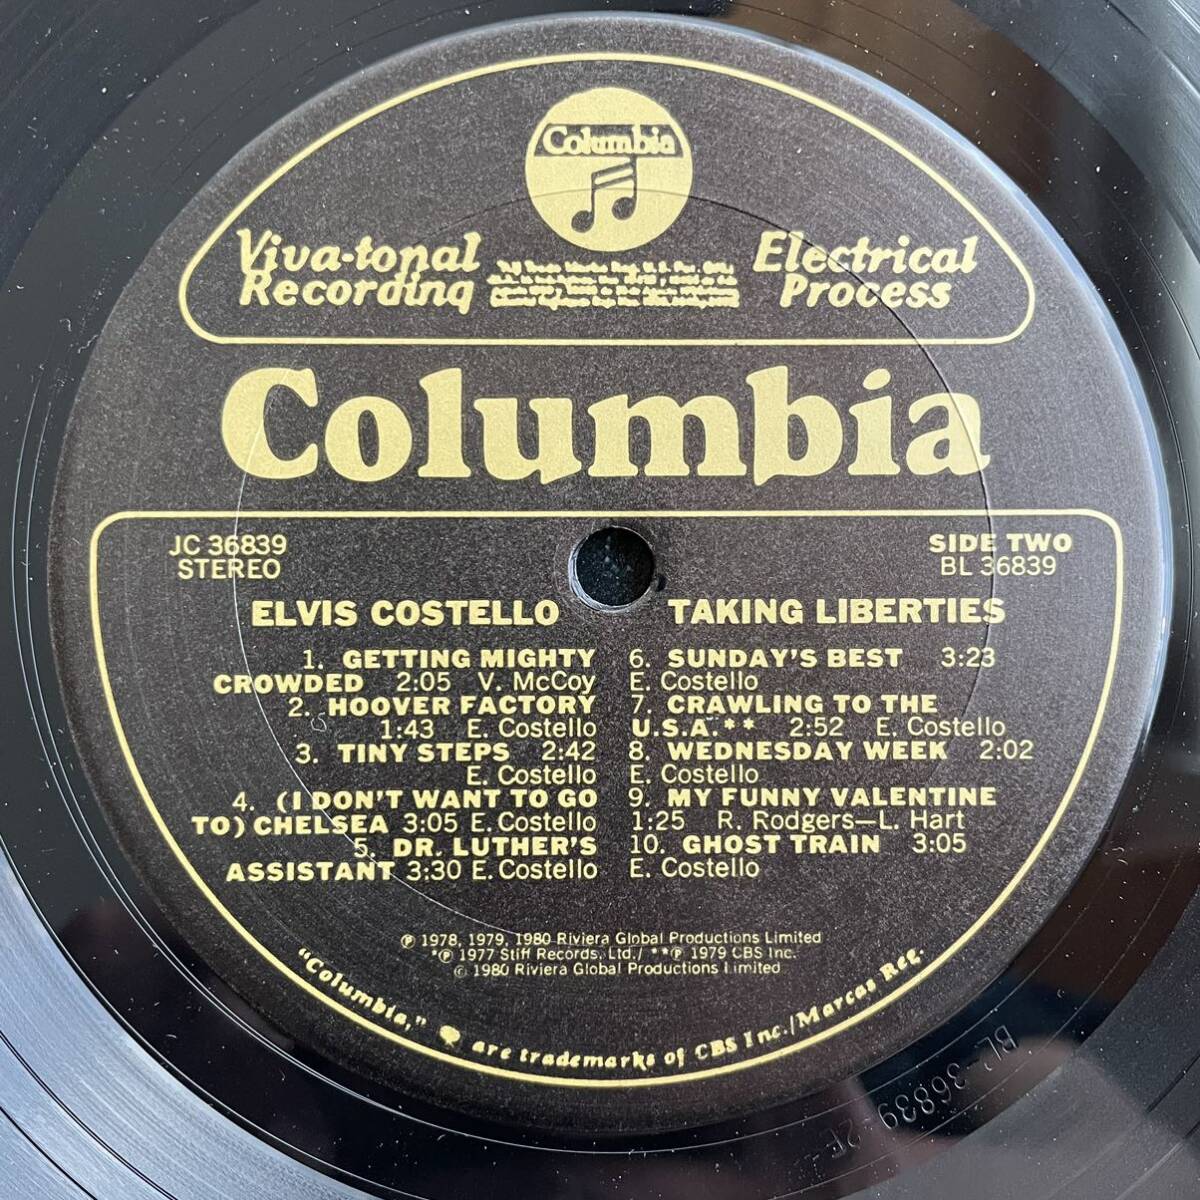 Columbia
Viva-tonal
Recording
Electrical
Process
Columbia
JC 36839
STEREO
SIDE TWO
BL 36839
ELVIS COSTELLO
TAKING LIBERTIES
1. GETTING MIGHTY
CROWDED 2:05 V. McCoy
2. HOOVER FACTORY
1:43 E. Costello
3. TINY STEPS 2:42
E. Costello
4. (I DON'T WANT TO GO
TO) CHELSEA 3:05 E. Costello
5. DR. LUTHER'S
ASSISTANT 3:30 E. Costello
6. SUNDAY'S BEST 3:23
E. Costello
7. CRAWLING TO THE
U.S.A.** 2:52 E. Costello
8. WEDNESDAY WEEK 2:02
E. Costello
9. MY FUNNY VALENTINE
1:25 R. Rodgers—L. Hart
10. GHOST TRAIN 3:05
E. Costello
℗ 1978, 1979, 1980 Riviera Global Productions Limited
*℗ 1977 Stiff Records, Ltd./ **℗ 1979 CBS Inc.
© 1980 Riviera Global Productions Limited
"Columbia," are trademarks of CBS Inc./Marcas Reg.
BL-36839-2F